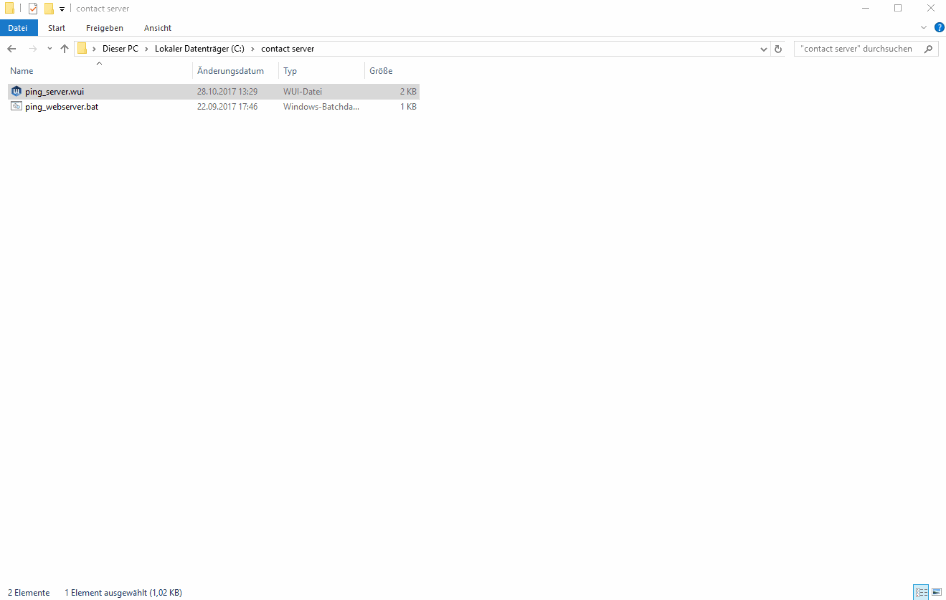 contact server
Datei Start Freigeben Ansicht
Dieser PC › Lokaler Datenträger (C:) › contact server "contact server" durchsuchen
Name Änderungsdatum Typ Größe
ping_server.wui 28.10.2017 13:29 WUI-Datei 2 KB
ping_webserver.bat 22.09.2017 17:46 Windows-Batchda... 1 KB
2 Elemente 1 Element ausgewählt (1,02 KB)